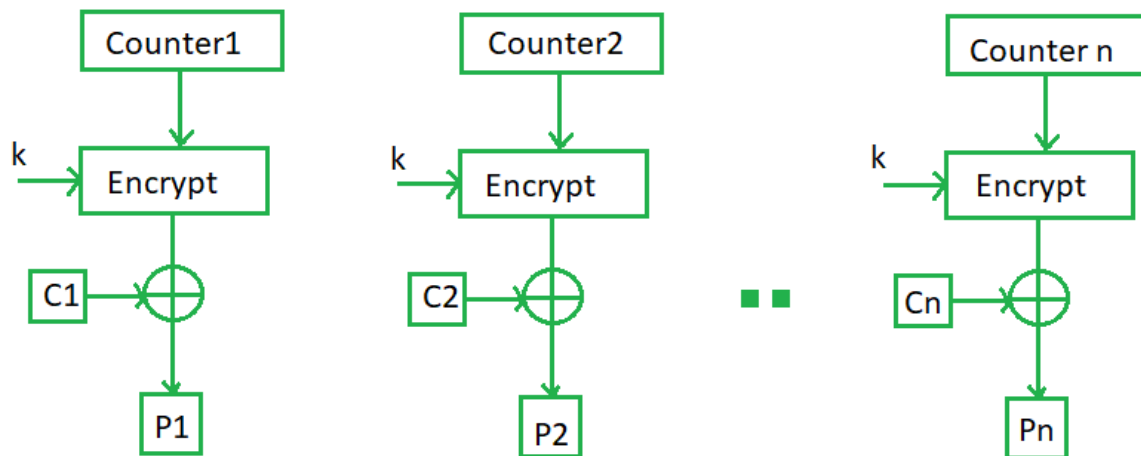 Counter1
Counter2
Counter n
k
Encrypt
k
Encrypt
k
Encrypt
C1
C2
Cn
P1
P2
Pn